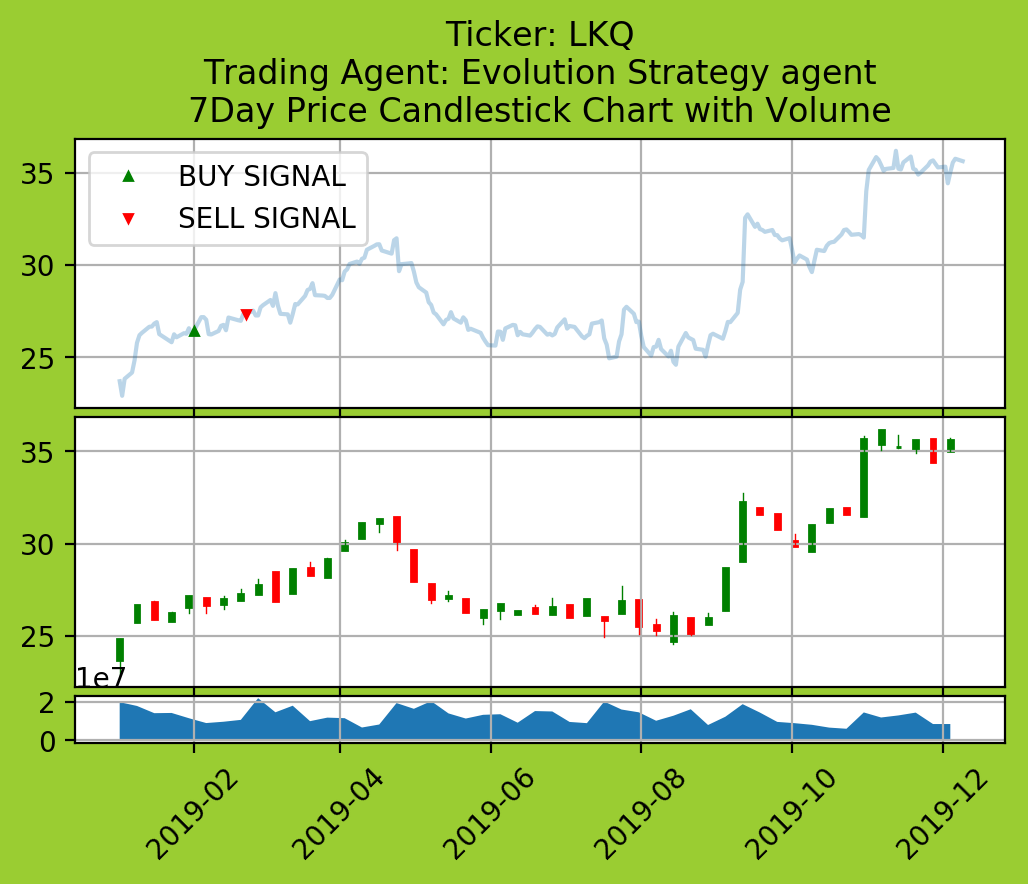 Ticker: LKQ
Trading Agent: Evolution Strategy agent
7Day Price Candlestick Chart with Volume
BUY SIGNAL
SELL SIGNAL
35
30
25
35
30
25
1e7
2
0
2019-02
2019-04
2019-06
2019-08
2019-10
2019-12